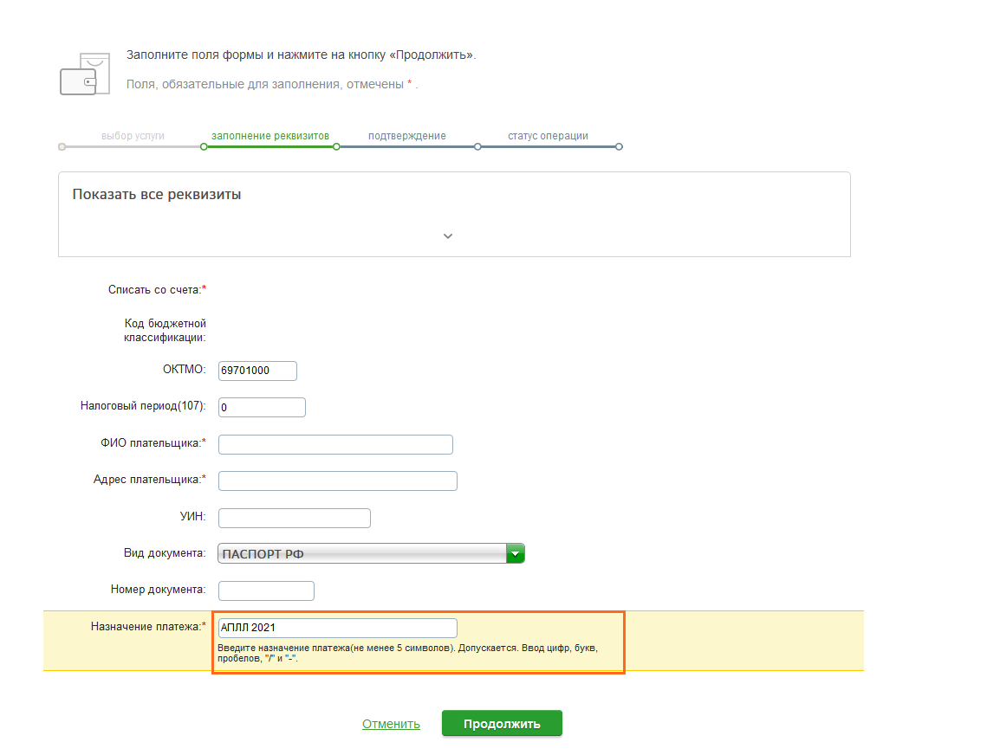 Заполните поля формы и нажмите на кнопку «Продолжить».
Поля, обязательные для заполнения, отмечены * .
выбор услуги
заполнение реквизитов
подтверждение
статус операции
Показать все реквизиты
Списать со счета:*
Код бюджетной
классификации:
ОКТМО: 69701000
Налоговый период(107): 0
ФИО плательщика:*
Адрес плательщика:*
УИН:
Вид документа: ПАСПОРТ РФ
Номер документа:
Назначение платежа:* АПЛЛ 2021
Введите назначение платежа(не менее 5 символов). Допускается. Ввод цифр, букв,
пробелов, "/" и "-".
Отменить Продолжить